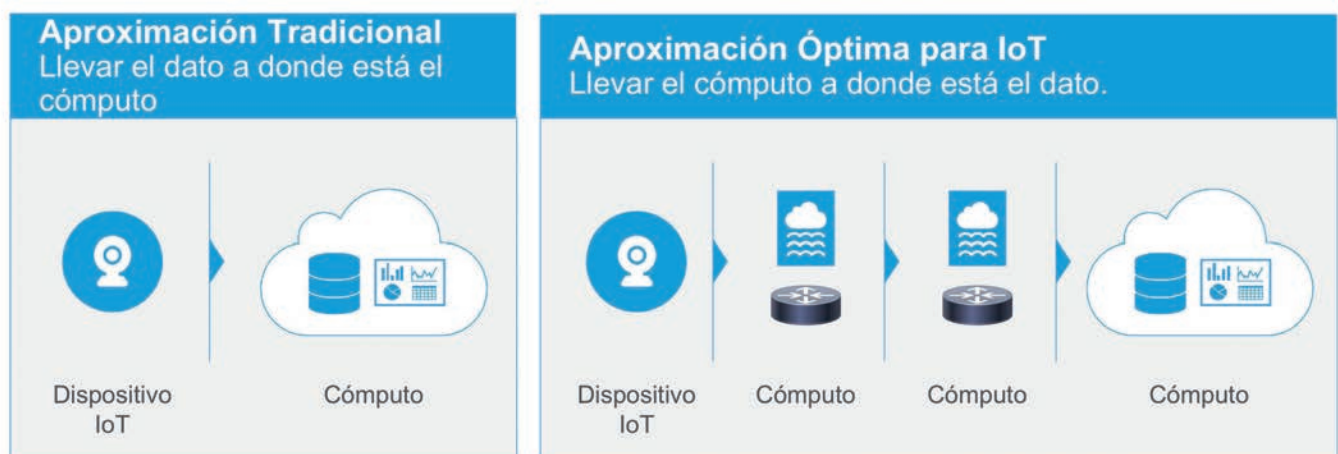 Aproximación Tradicional
Llevar el dato a donde está el
cómputo
Dispositivo
IoT
Cómputo
Aproximación Óptima para IoT
Llevar el cómputo a donde está el dato.
Dispositivo
IoT
Cómputo
Cómputo
Cómputo